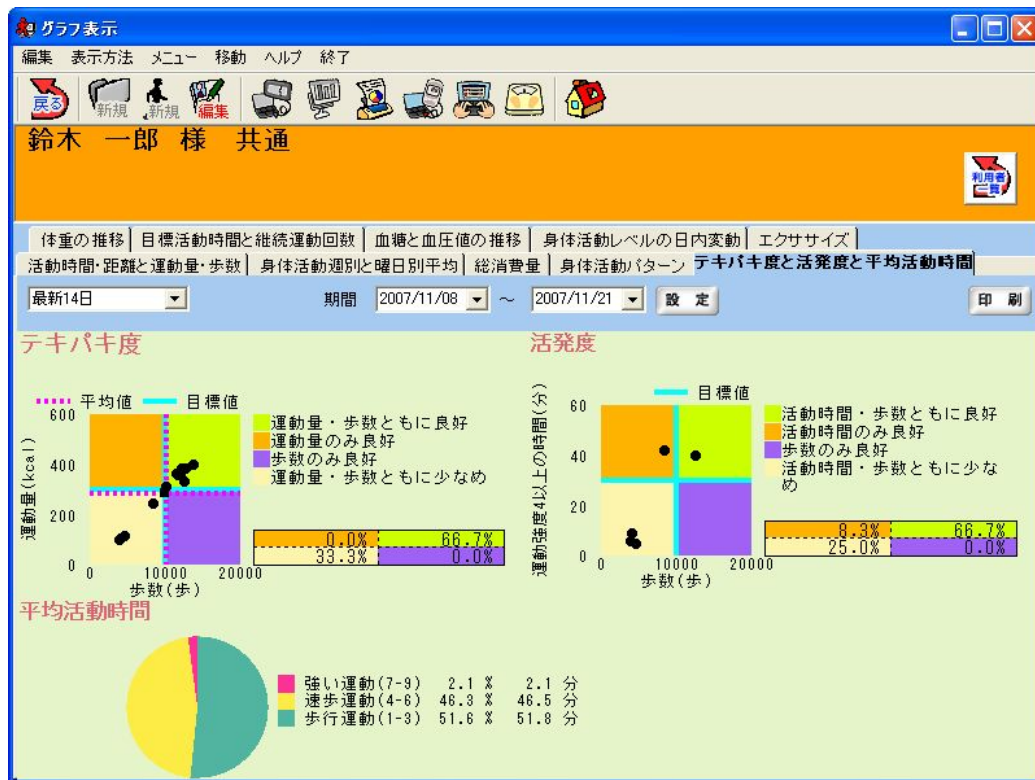 グラフ表示
編集 表示方法 メニュー 移動 ヘルプ 終了
戻る 新規 新規 編集
鈴木 一郎 様 共通
利用者一覧
体重の推移 目標活動時間と継続運動回数 血糖と血圧値の推移 身体活動レベルの日内変動 エクササイズ
活動時間・距離と運動量・歩数 身体活動週別と曜日別平均 総消費量 身体活動パターン テキパキ度と活発度と平均活動時間
最新14日 期間 2007/11/08 ～ 2007/11/21 設 定 印 刷
テキパキ度
平均値 目標値
運動量(kcal)
600
400
200
0
0 10000 20000
歩数(歩)
運動量・歩数ともに良好
運動量のみ良好
歩数のみ良好
運動量・歩数ともに少なめ
0.0% 66.7%
33.3% 0.0%
活発度
目標値
運動強度4以上の時間(分)
60
40
20
0
0 10000 20000
歩数(歩)
活動時間・歩数ともに良好
活動時間のみ良好
歩数のみ良好
活動時間・歩数ともに少な
め
8.3% 66.7%
25.0% 0.0%
平均活動時間
強い運動(7-9) 2.1 % 2.1 分
速歩運動(4-6) 46.3 % 46.5 分
歩行運動(1-3) 51.6 % 51.8 分